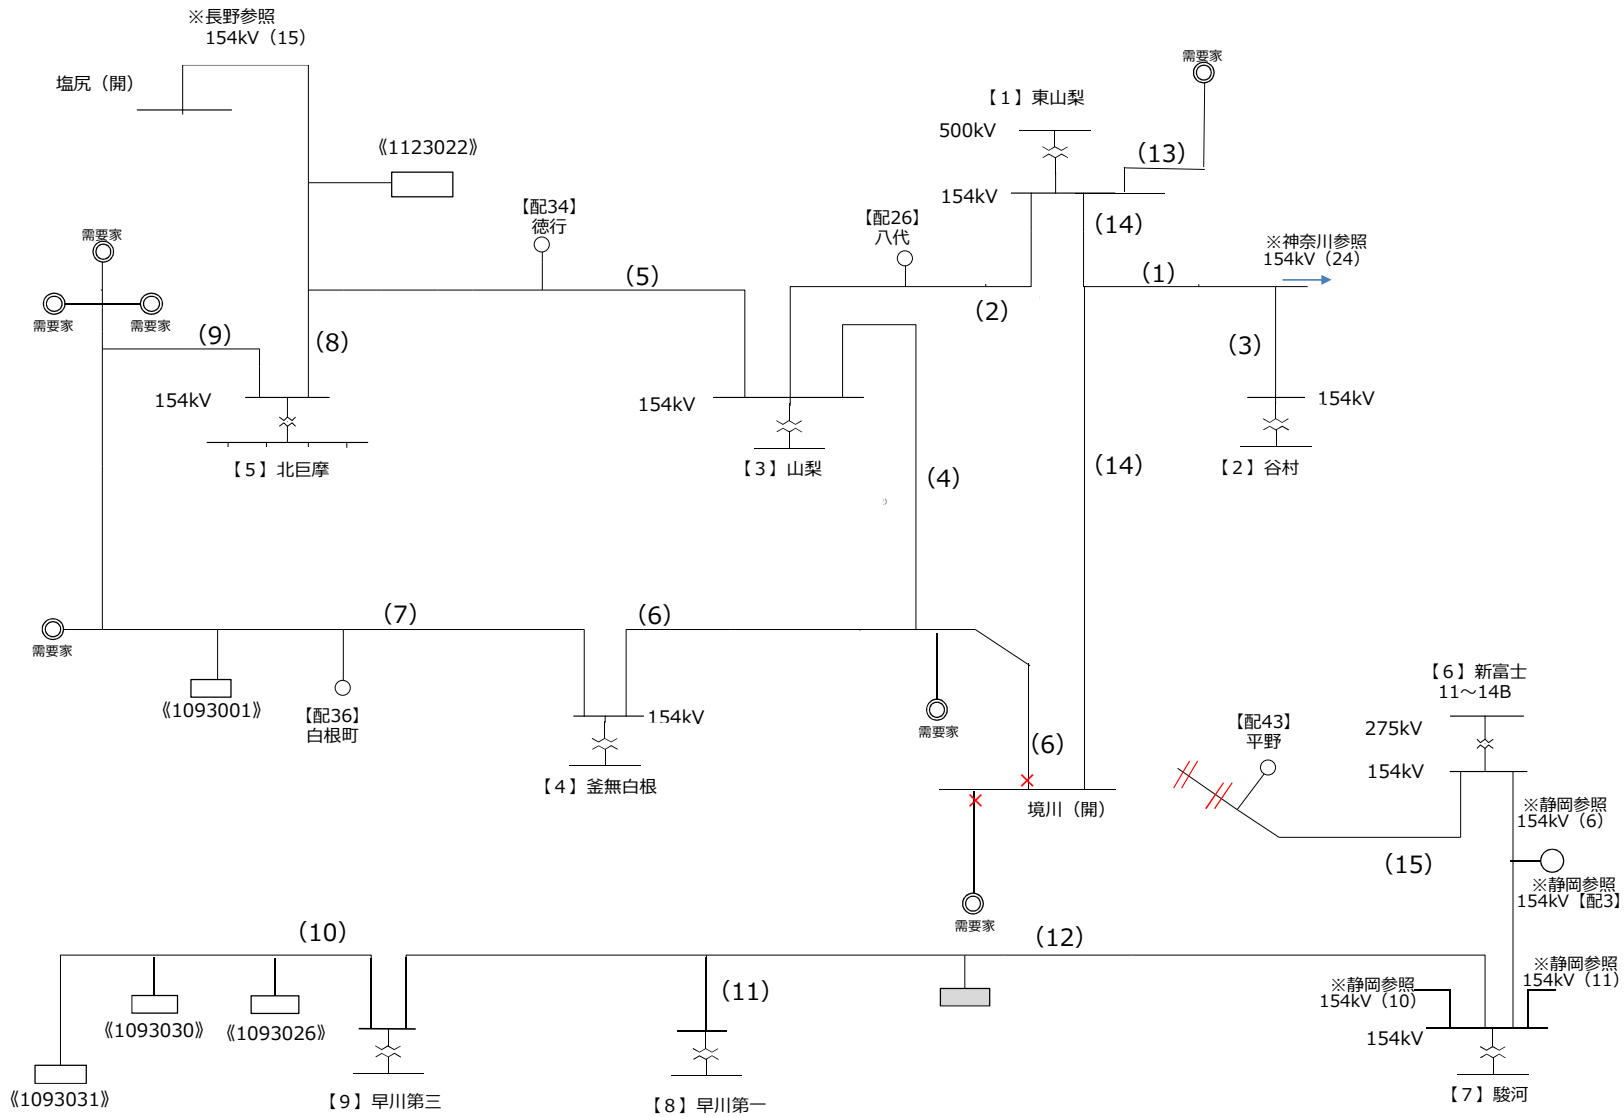 ※長野参照
154kV（15）
塩尻（開）
《1123022》
需要家
【1】東山梨
500kV
（13）
154kV
（14）
【配34】
徳行
【配26】
八代
※神奈川参照
154kV（24）
（1）
（5）
（2）
（3）
需要家
需要家
需要家
（9）
（8）
154kV
【5】北巨摩
154kV
【3】山梨
（4）
（14）
154kV
【2】谷村
（7）
（6）
需要家
《1093001》
【配36】
白根町
154kV
【4】釜無白根
需要家
（6）
境川（開）
需要家
【6】新富士
11～14B
275kV
154kV
【配43】
平野
（15）
※静岡参照
154kV（6）
※静岡参照
154kV【配3】
（10）
（12）
（11）
※静岡参照
154kV（10）
※静岡参照
154kV（11）
154kV
【7】駿河
《1093030》
《1093026》
《1093031》
【9】早川第三
【8】早川第一